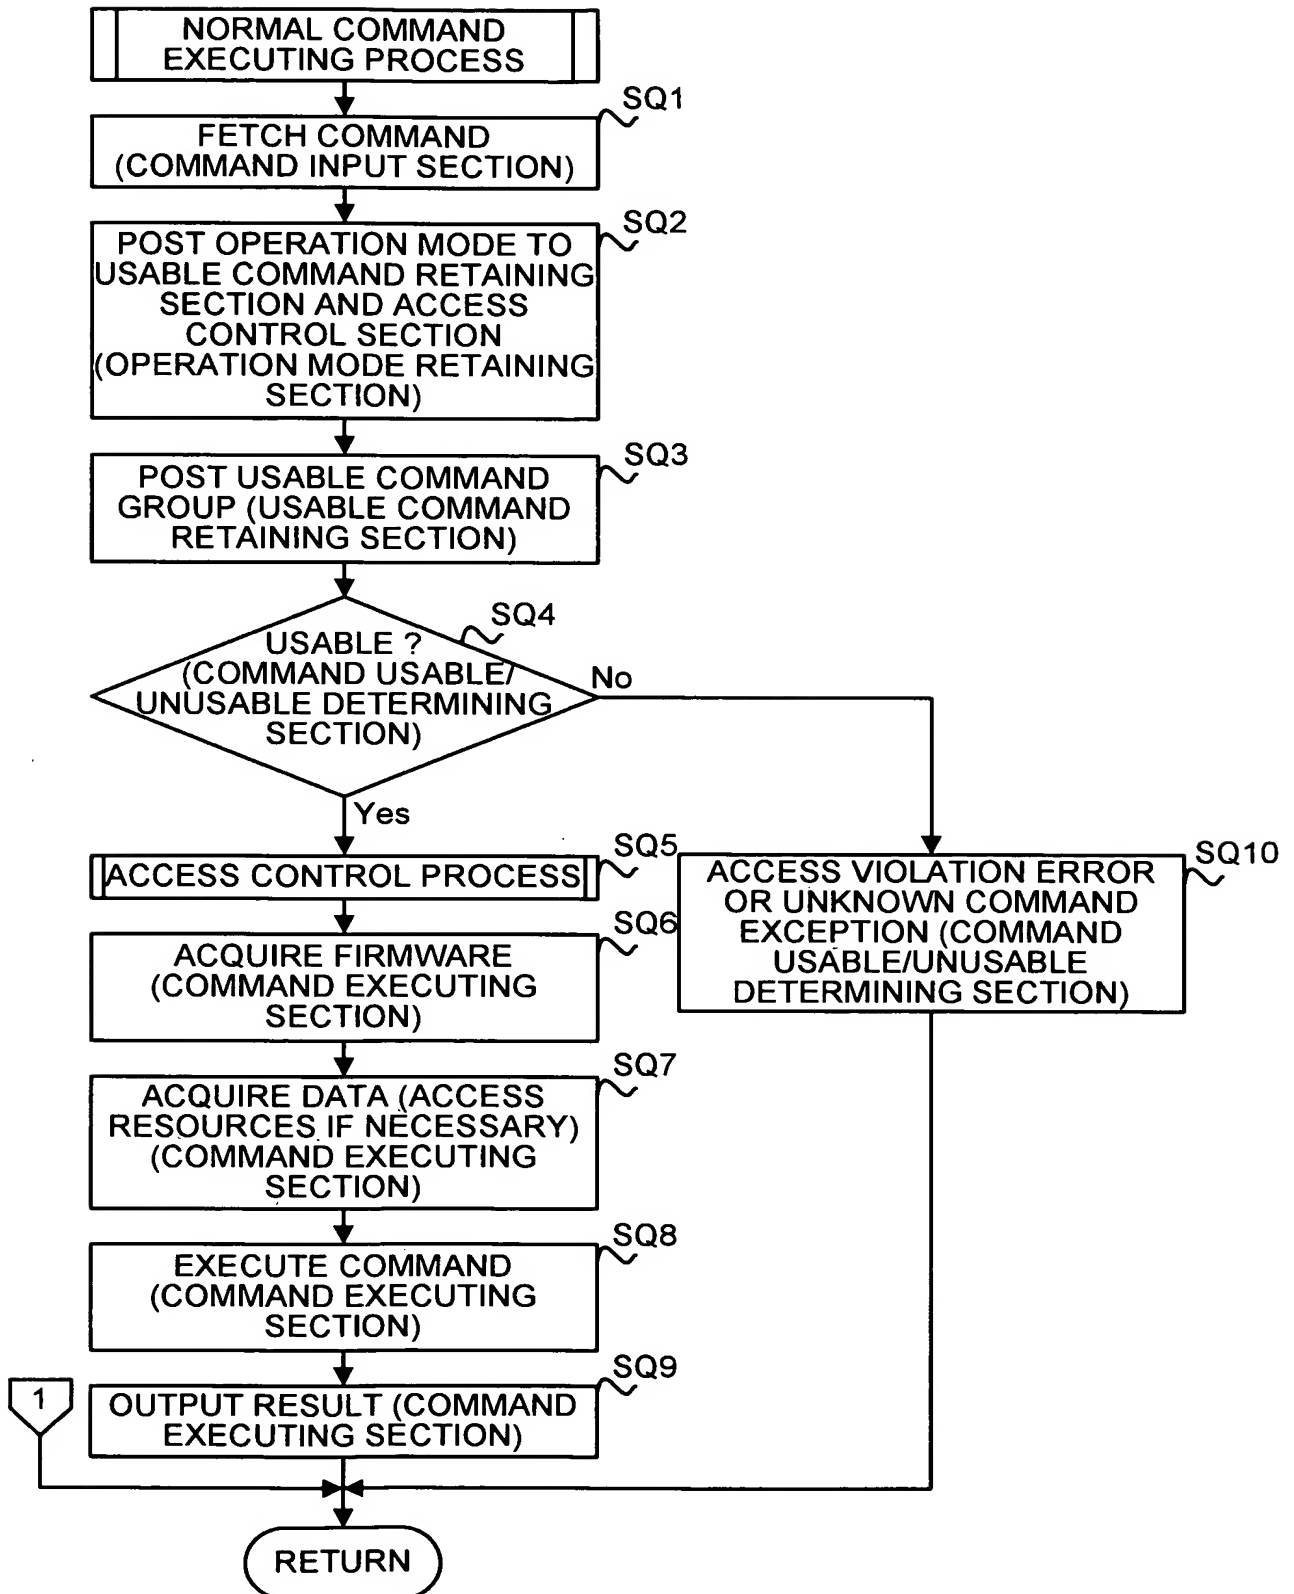 NORMAL COMMAND
EXECUTING PROCESS
SQ1
FETCH COMMAND
(COMMAND INPUT SECTION)
SQ2
POST OPERATION MODE TO
USABLE COMMAND RETAINING
SECTION AND ACCESS
CONTROL SECTION
(OPERATION MODE RETAINING
SECTION)
SQ3
POST USABLE COMMAND
GROUP (USABLE COMMAND
RETAINING SECTION)
SQ4
USABLE ?
(COMMAND USABLE/
UNUSABLE DETERMINING
SECTION)
No
Yes
SQ5
ACCESS CONTROL PROCESS
SQ10
ACCESS VIOLATION ERROR
OR UNKNOWN COMMAND
EXCEPTION (COMMAND
USABLE/UNUSABLE
DETERMINING SECTION)
SQ6
ACQUIRE FIRMWARE
(COMMAND EXECUTING
SECTION)
SQ7
ACQUIRE DATA (ACCESS
RESOURCES IF NECESSARY)
(COMMAND EXECUTING
SECTION)
SQ8
EXECUTE COMMAND
(COMMAND EXECUTING
SECTION)
SQ9
1
OUTPUT RESULT (COMMAND
EXECUTING SECTION)
RETURN